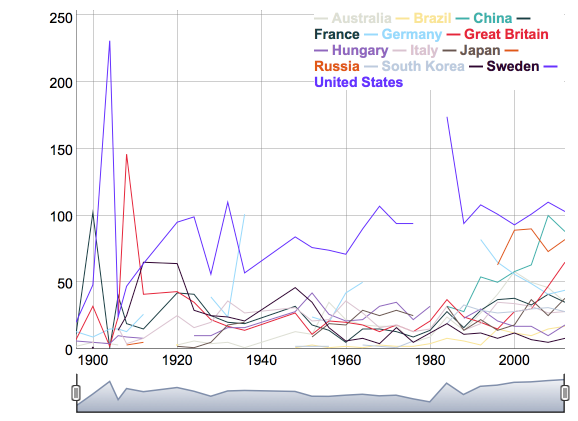 250
200
150
100
50
0
1900 1920 1940 1960 1980 2000
— Australia — Brazil — China —
France — Germany — Great Britain
— Hungary — Italy — Japan —
Russia — South Korea — Sweden —
United States